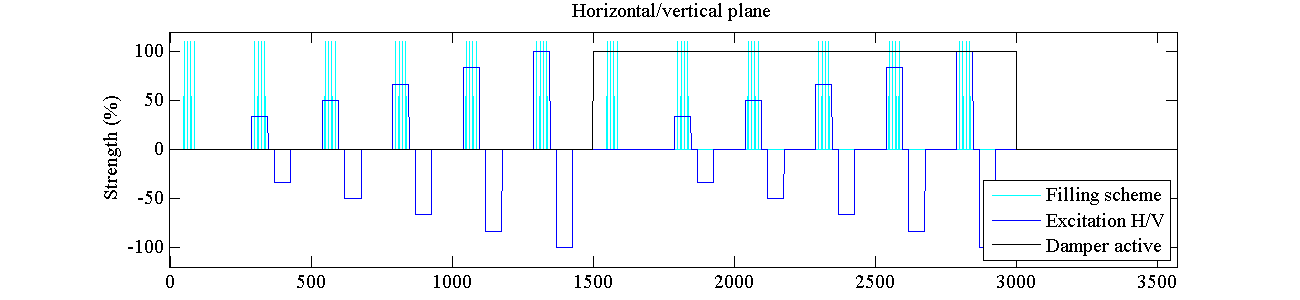 Horizontal/vertical plane
Strength (%)
100
50
0
-50
-100
Filling scheme
Excitation H/V
Damper active
0 500 1000 1500 2000 2500 3000 3500